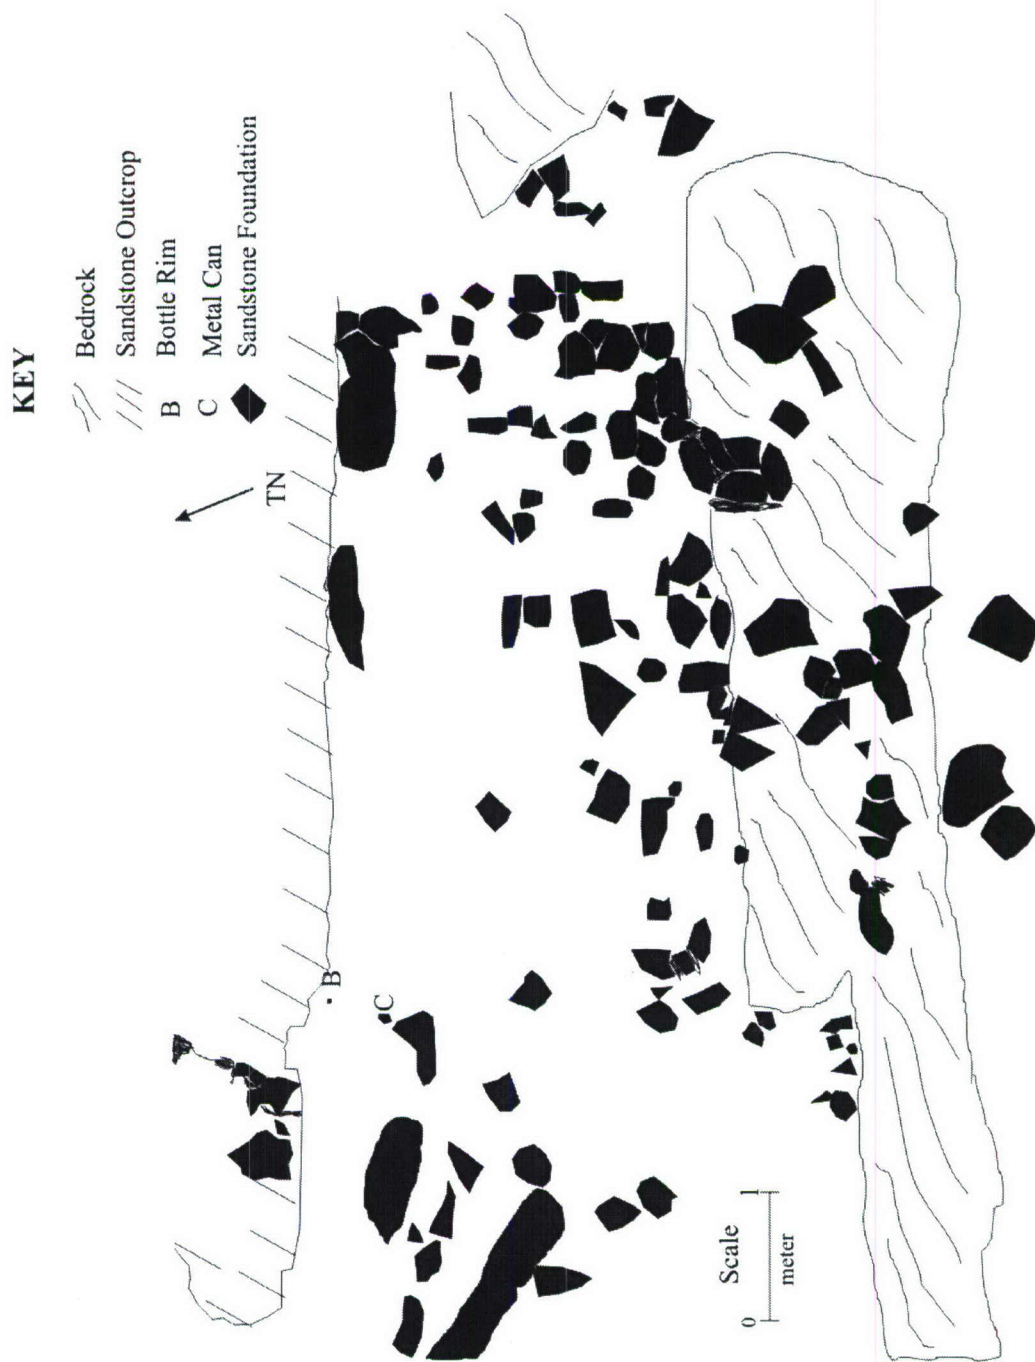 KEY
Bedrock
Sandstone Outcrop
B Bottle Rim
C Metal Can
Sandstone Foundation
TN
B
C
Scale
0 1
meter